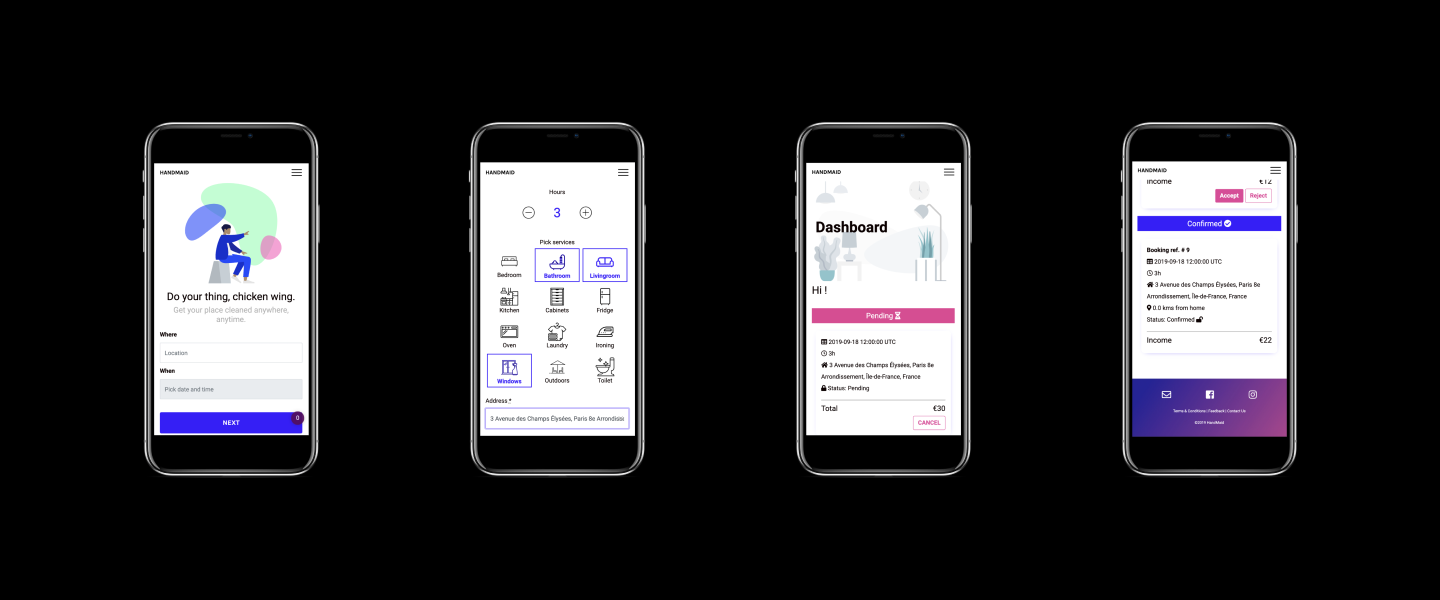 HANDMAID
Do your thing, chicken wing.
Get your place cleaned anywhere,
anytime.
Where
Location
When
Pick date and time
NEXT
0
HANDMAID
Hours
3
Pick services
Bedroom
Bathroom
Livingroom
Kitchen
Cabinets
Fridge
Oven
Laundry
Ironing
Windows
Outdoors
Toilet
Address *
3 Avenue des Champs Élysées, Paris 8e Arrondiss
HANDMAID
Dashboard
Hi !
Pending
2019-09-18 12:00:00 UTC
3h
3 Avenue des Champs Élysées, Paris 8e
Arrondissement, Île-de-France, France
Status: Pending
Total €30
CANCEL
HANDMAID
Income €12
Accept Reject
Confirmed
Booking ref. # 9
2019-09-18 12:00:00 UTC
3h
3 Avenue des Champs Élysées, Paris 8e
Arrondissement, Île-de-France, France
0.0 kms from home
Status: Confirmed
Income €22
Terms & Conditions | Feedback | Contact Us
©2019 HandMaid